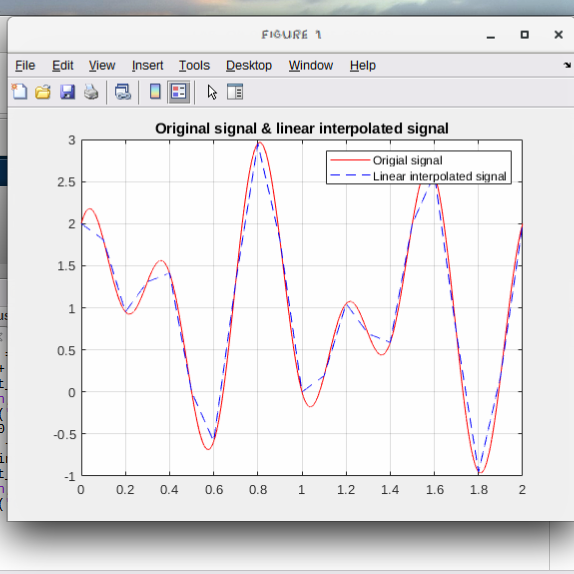 FIGURE 1
File Edit View Insert Tools Desktop Window Help
Original signal & linear interpolated signal
Origial signal
Linear interpolated signal
3
2.5
2
1.5
1
0.5
0
-0.5
-1
0 0.2 0.4 0.6 0.8 1 1.2 1.4 1.6 1.8 2